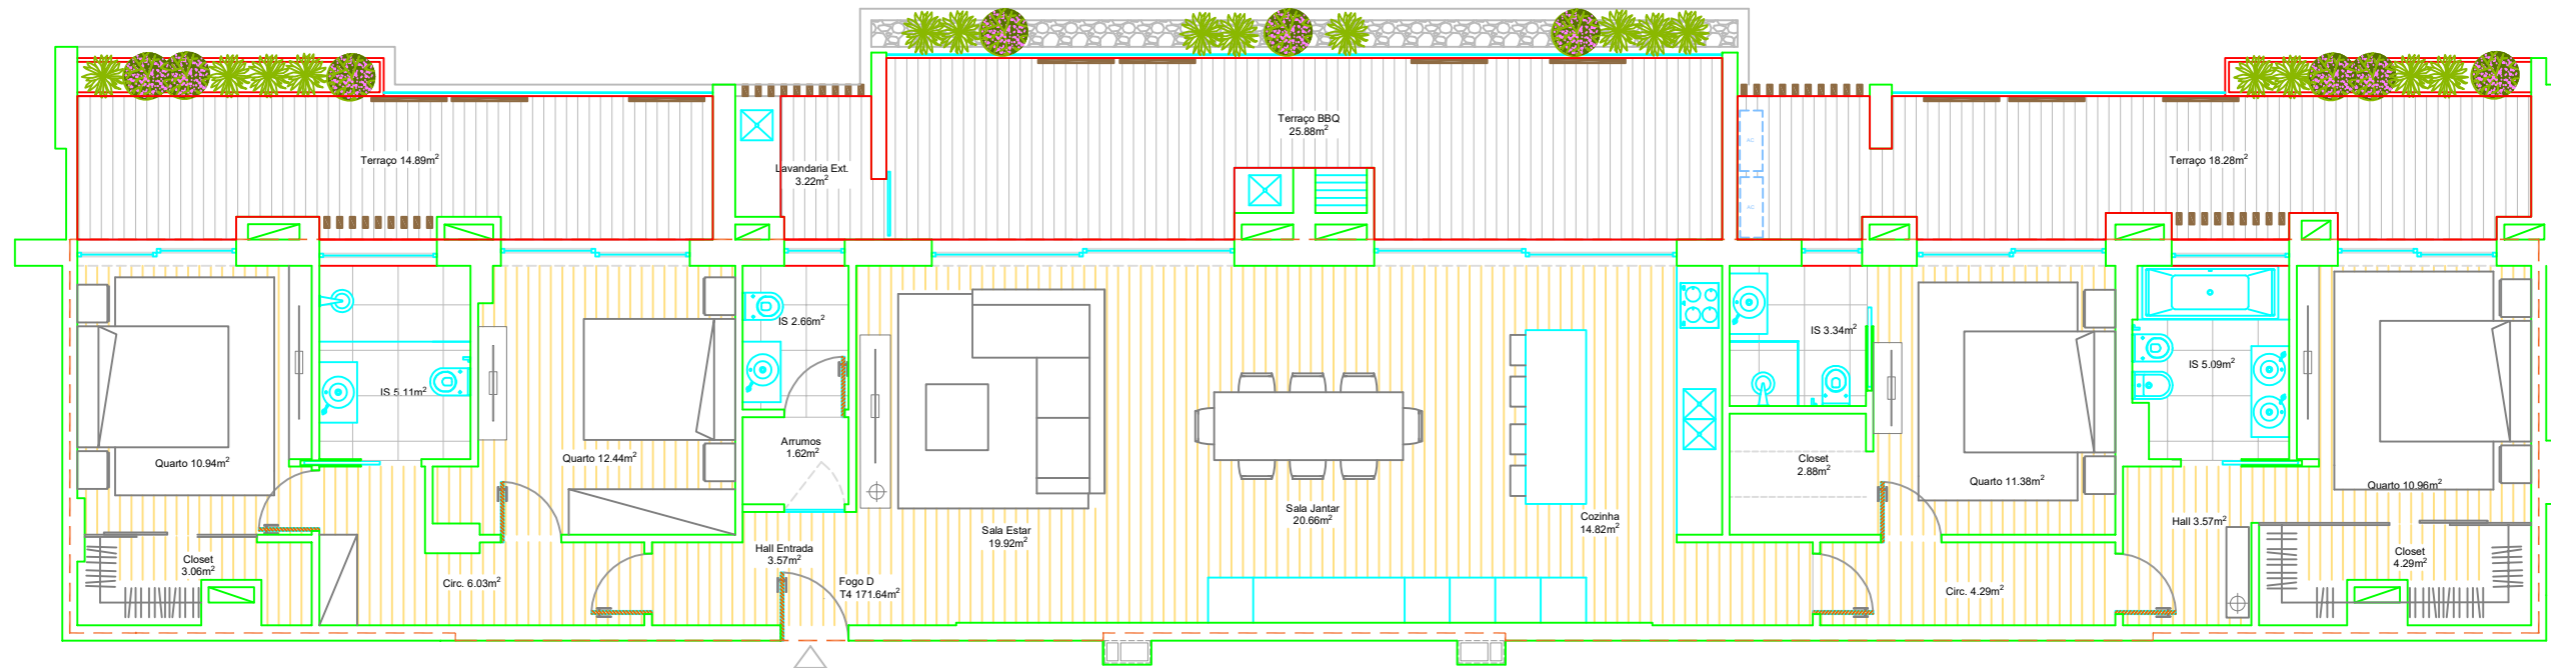 Terraço BBQ
25.88m²
Terraço 14.89m²
Terraço 18.28m²
Lavandaria Ext.
3.22m²
AC
AC
IS 2.66m²
IS 3.34m²
IS 5.09m²
IS 5.11m²
Quarto 10.94m²
Quarto 12.44m²
Arrumos
1.62m²
Closet
2.88m²
Quarto 11.38m²
Quarto 10.96m²
Sala Estar
19.92m²
Sala Jantar
20.66m²
Cozinha
14.82m²
Hall 3.57m²
Closet
3.06m²
Circ. 6.03m²
Hall Entrada
3.57m²
Fogo D
T4 171.64m²
Circ. 4.29m²
Closet
4.29m²